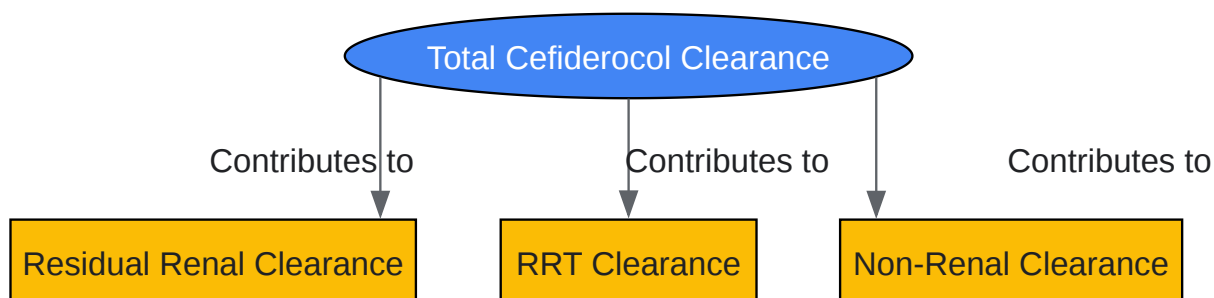 Total Cefiderocol Clearance
Contributes to
Contributes to
Contributes to
Residual Renal Clearance
RRT Clearance
Non-Renal Clearance